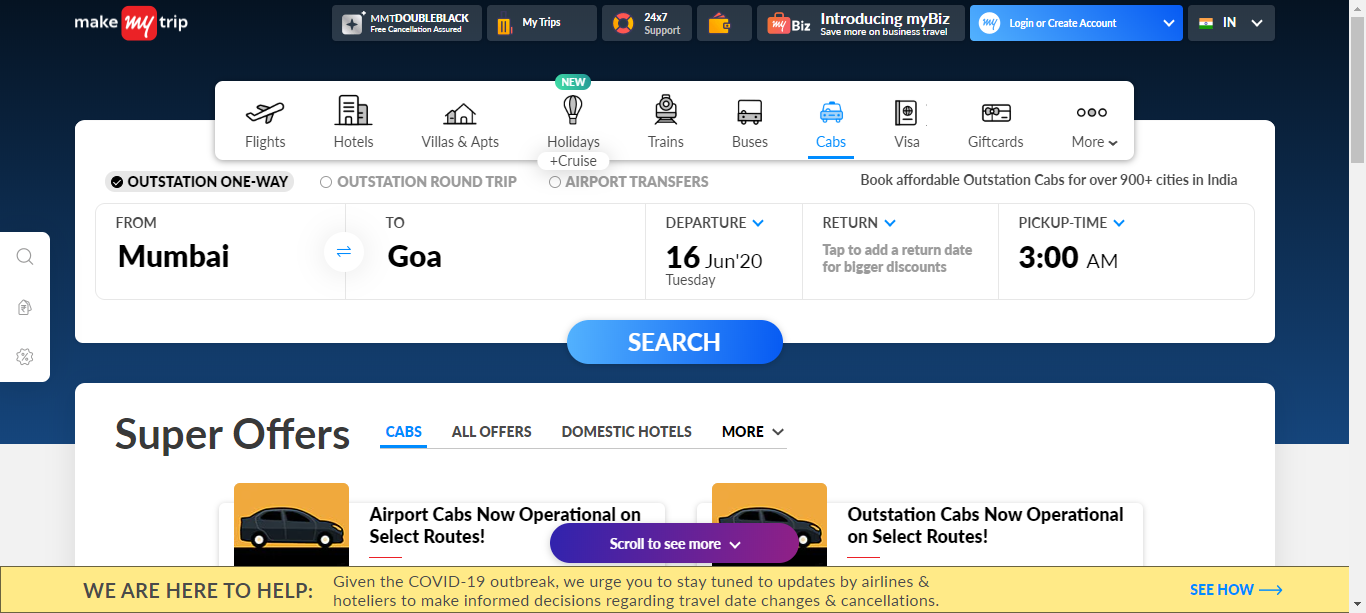 make my trip
MMTDOUBLEBLACK
Free Cancellation Assured
My Trips
24x7
Support
my Biz
Introducing myBiz
Save more on business travel
my
Login or Create Account
IN
NEW
Flights
Hotels
Villas & Apts
Holidays
+Cruise
Trains
Buses
Cabs
Visa
Giftcards
More
OUTSTATION ONE-WAY
OUTSTATION ROUND TRIP
AIRPORT TRANSFERS
Book affordable Outstation Cabs for over 900+ cities in India
FROM
Mumbai
TO
Goa
DEPARTURE
16 Jun'20
Tuesday
RETURN
Tap to add a return date
for bigger discounts
PICKUP-TIME
3:00 AM
SEARCH
Super Offers
CABS
ALL OFFERS
DOMESTIC HOTELS
MORE
Airport Cabs Now Operational on
Select Routes!
Outstation Cabs Now Operational
on Select Routes!
Scroll to see more
WE ARE HERE TO HELP:
Given the COVID-19 outbreak, we urge you to stay tuned to updates by airlines &
hoteliers to make informed decisions regarding travel date changes & cancellations.
SEE HOW